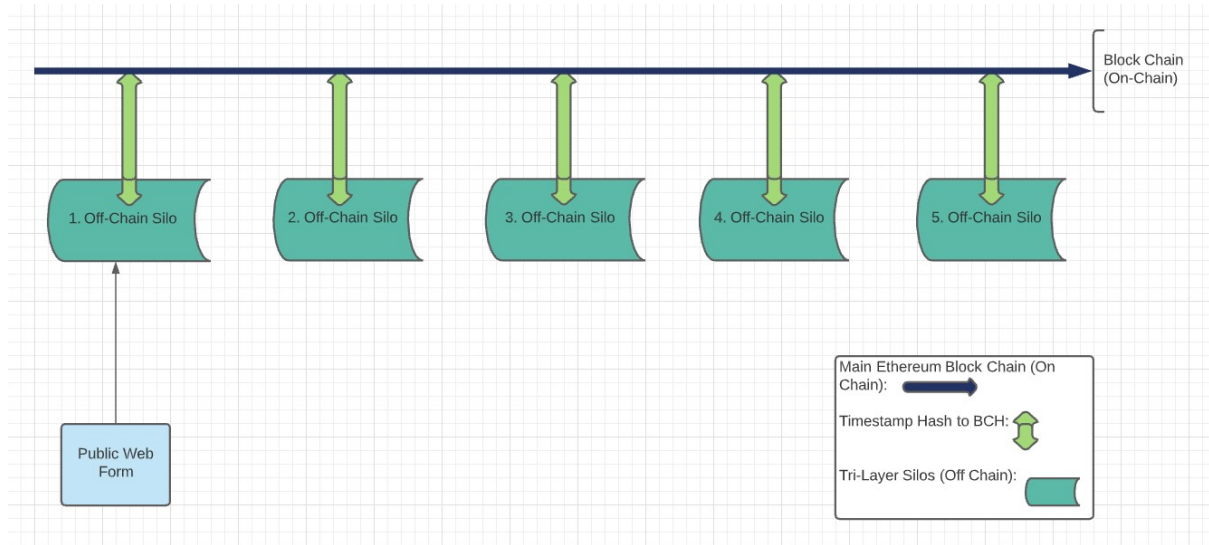 Block Chain
(On-Chain)
1. Off-Chain Silo
2. Off-Chain Silo
3. Off-Chain Silo
4. Off-Chain Silo
5. Off-Chain Silo
Public Web
Form
Main Ethereum Block Chain (On
Chain):
Timestamp Hash to BCH:
Tri-Layer Silos (Off Chain):